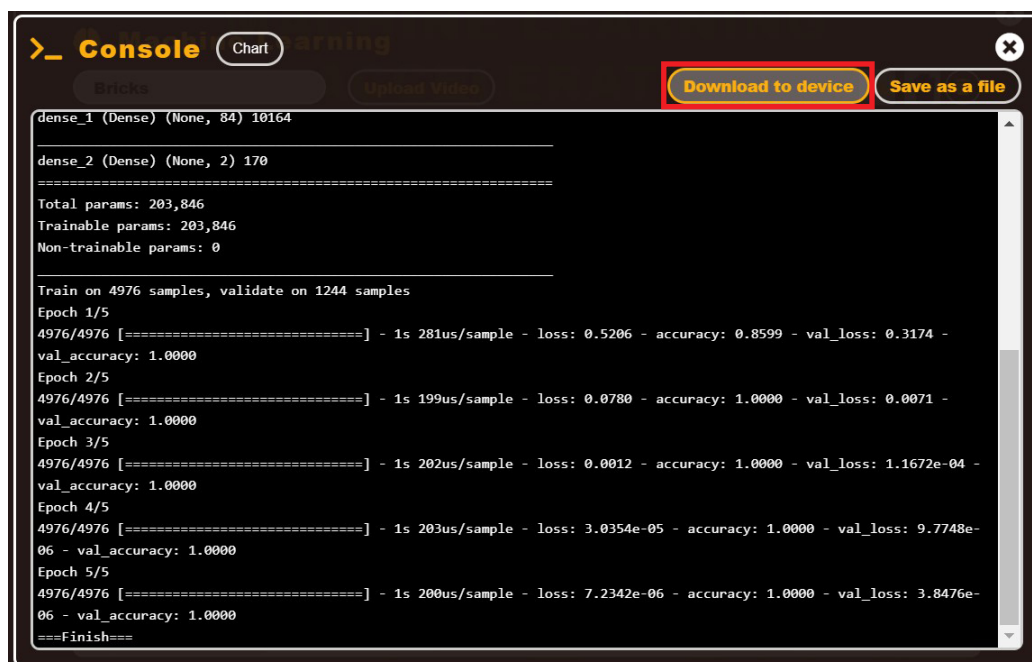 Machine Learning
>_ Console Chart
Bricks Upload Video Download to device Save as a file
dense_1 (Dense) (None, 84) 10164
_________________________________________________________________
dense_2 (Dense) (None, 2) 170
=================================================================
Total params: 203,846
Trainable params: 203,846
Non-trainable params: 0
_________________________________________________________________
Train on 4976 samples, validate on 1244 samples
Epoch 1/5
4976/4976 [==============================] - 1s 281us/sample - loss: 0.5206 - accuracy: 0.8599 - val_loss: 0.3174 -
val_accuracy: 1.0000
Epoch 2/5
4976/4976 [==============================] - 1s 199us/sample - loss: 0.0780 - accuracy: 1.0000 - val_loss: 0.0071 -
val_accuracy: 1.0000
Epoch 3/5
4976/4976 [==============================] - 1s 202us/sample - loss: 0.0012 - accuracy: 1.0000 - val_loss: 1.1672e-04 -
val_accuracy: 1.0000
Epoch 4/5
4976/4976 [==============================] - 1s 203us/sample - loss: 3.0354e-05 - accuracy: 1.0000 - val_loss: 9.7748e-
06 - val_accuracy: 1.0000
Epoch 5/5
4976/4976 [==============================] - 1s 200us/sample - loss: 7.2342e-06 - accuracy: 1.0000 - val_loss: 3.8476e-
06 - val_accuracy: 1.0000
===Finish===